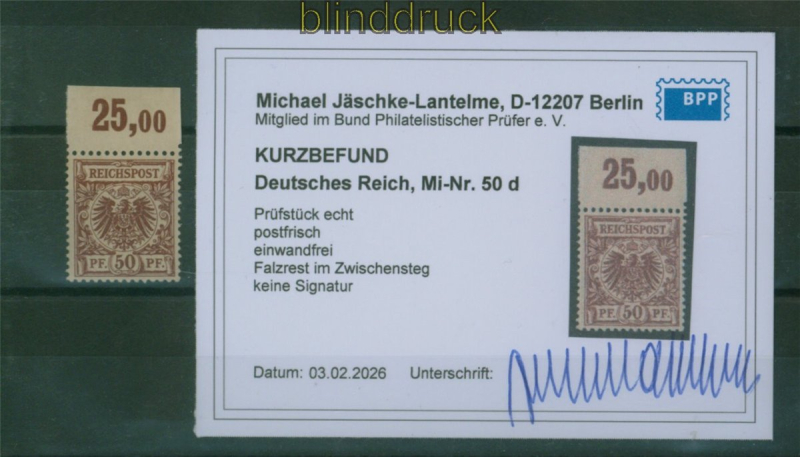 blinddruck
25,00
REICHSPOST
PF. 50 PF.
Michael Jäschke-Lantelme, D-12207 Berlin
Mitglied im Bund Philatelistischer Prüfer e. V.
BPP
KURZBEFUND
Deutsches Reich, Mi-Nr. 50 d
Prüfstück echt
postfrisch
einwandfrei
Falzrest im Zwischensteg
keine Signatur
25,00
REICHSPOST
PF. 50 PF.
Datum: 03.02.2026 Unterschrift: